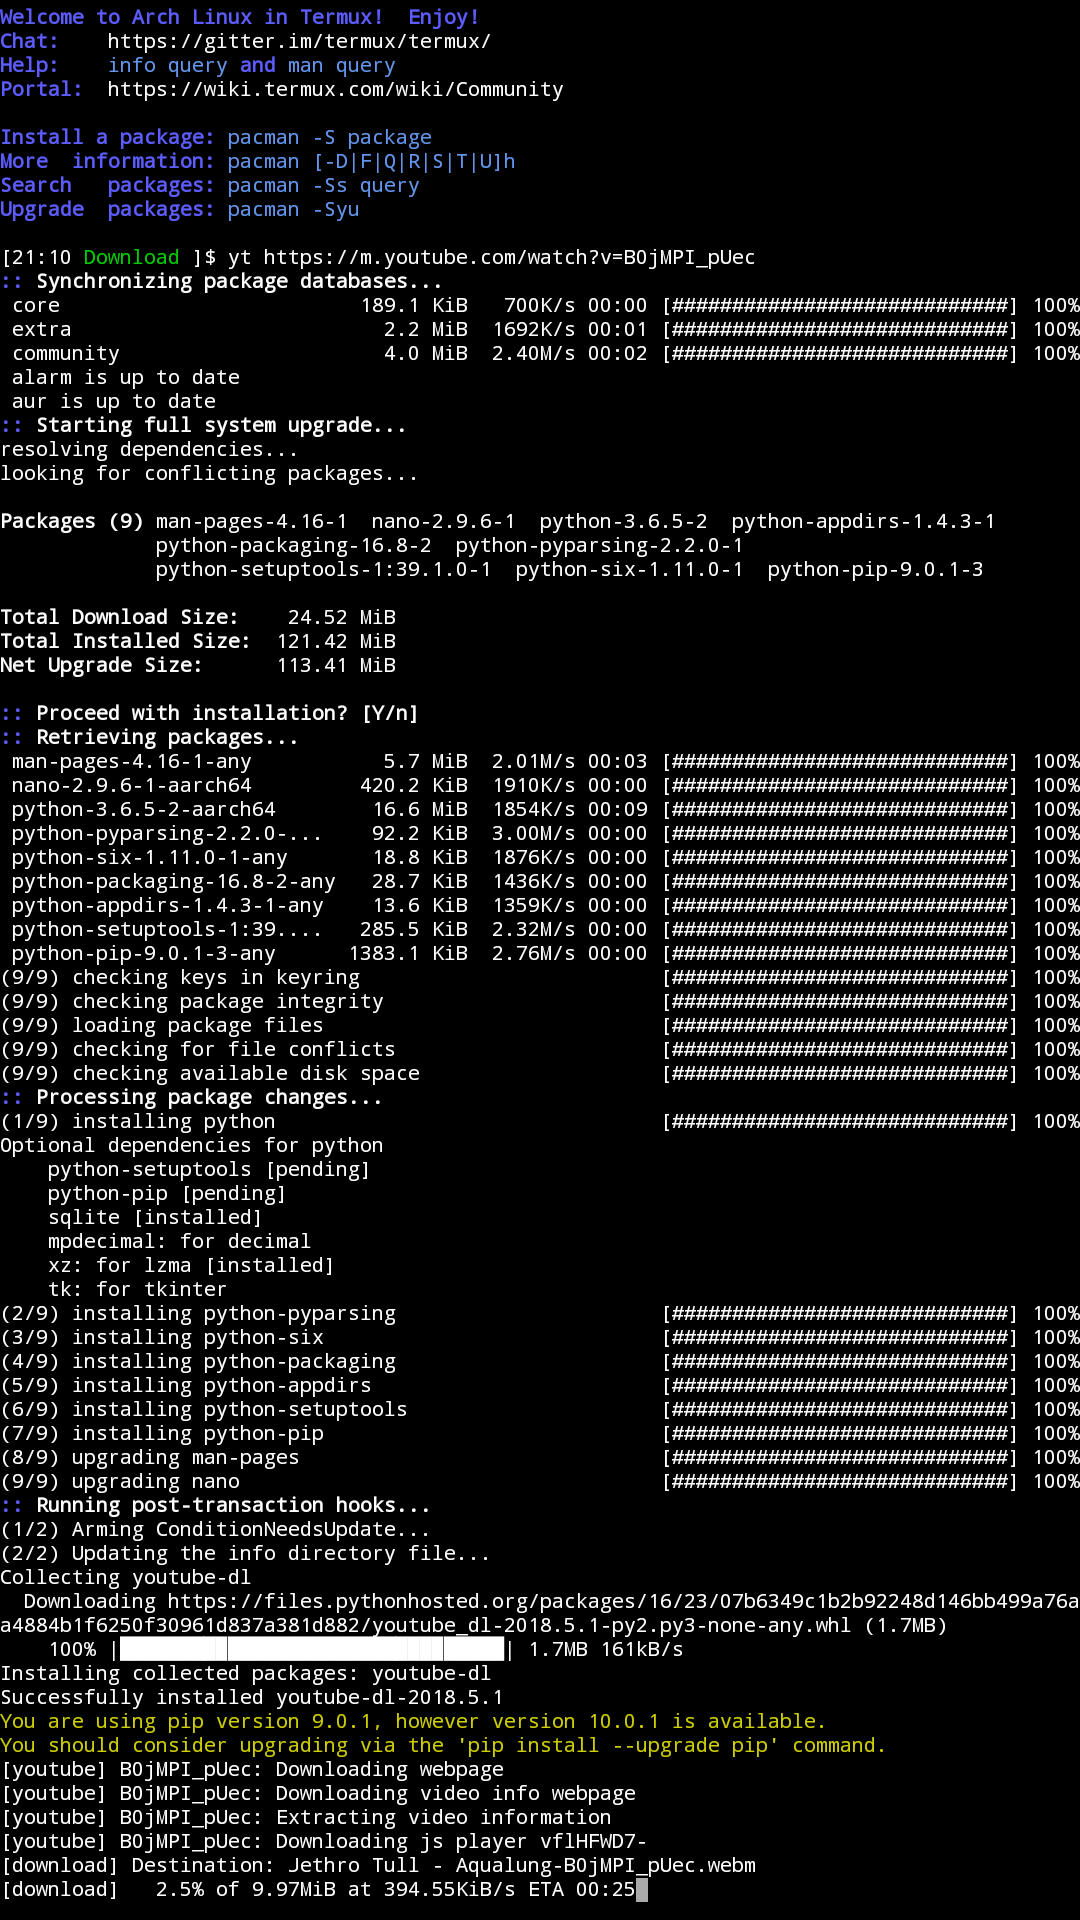 Welcome to Arch Linux in Termux!  Enjoy!
Chat:    https://gitter.im/termux/termux/
Help:    info query and man query
Portal:  https://wiki.termux.com/wiki/Community
Install a package: pacman -S package
More  information: pacman [-D|F|Q|R|S|T|U]h
Search   packages: pacman -Ss query
Upgrade  packages: pacman -Syu
[21:10 Download ]$ yt https://m.youtube.com/watch?v=B0jMPI_pUec
:: Synchronizing package databases...
 core                         189.1 KiB   700K/s 00:00 [############################] 100%
 extra                          2.2 MiB  1692K/s 00:01 [############################] 100%
 community                      4.0 MiB  2.40M/s 00:02 [############################] 100%
 alarm is up to date
 aur is up to date
:: Starting full system upgrade...
resolving dependencies...
looking for conflicting packages...
Packages (9) man-pages-4.16-1  nano-2.9.6-1  python-3.6.5-2  python-appdirs-1.4.3-1
             python-packaging-16.8-2  python-pyparsing-2.2.0-1
             python-setuptools-1:39.1.0-1  python-six-1.11.0-1  python-pip-9.0.1-3
Total Download Size:    24.52 MiB
Total Installed Size:  121.42 MiB
Net Upgrade Size:      113.41 MiB
:: Proceed with installation? [Y/n]
:: Retrieving packages...
 man-pages-4.16-1-any           5.7 MiB  2.01M/s 00:03 [############################] 100%
 nano-2.9.6-1-aarch64         420.2 KiB  1910K/s 00:00 [############################] 100%
 python-3.6.5-2-aarch64        16.6 MiB  1854K/s 00:09 [############################] 100%
 python-pyparsing-2.2.0-...    92.2 KiB  3.00M/s 00:00 [############################] 100%
 python-six-1.11.0-1-any       18.8 KiB  1876K/s 00:00 [############################] 100%
 python-packaging-16.8-2-any   28.7 KiB  1436K/s 00:00 [############################] 100%
 python-appdirs-1.4.3-1-any    13.6 KiB  1359K/s 00:00 [############################] 100%
 python-setuptools-1:39....   285.5 KiB  2.32M/s 00:00 [############################] 100%
 python-pip-9.0.1-3-any      1383.1 KiB  2.76M/s 00:00 [############################] 100%
(9/9) checking keys in keyring                         [############################] 100%
(9/9) checking package integrity                       [############################] 100%
(9/9) loading package files                            [############################] 100%
(9/9) checking for file conflicts                      [############################] 100%
(9/9) checking available disk space                    [############################] 100%
:: Processing package changes...
(1/9) installing python                                [############################] 100%
Optional dependencies for python
    python-setuptools [pending]
    python-pip [pending]
    sqlite [installed]
    mpdecimal: for decimal
    xz: for lzma [installed]
    tk: for tkinter
(2/9) installing python-pyparsing                      [############################] 100%
(3/9) installing python-six                            [############################] 100%
(4/9) installing python-packaging                      [############################] 100%
(5/9) installing python-appdirs                        [############################] 100%
(6/9) installing python-setuptools                     [############################] 100%
(7/9) installing python-pip                            [############################] 100%
(8/9) upgrading man-pages                              [############################] 100%
(9/9) upgrading nano                                   [############################] 100%
:: Running post-transaction hooks...
(1/2) Arming ConditionNeedsUpdate...
(2/2) Updating the info directory file...
Collecting youtube-dl
  Downloading https://files.pythonhosted.org/packages/16/23/07b6349c1b2b92248d146bb499a76a
a4884b1f6250f30961d837a381d882/youtube_dl-2018.5.1-py2.py3-none-any.whl (1.7MB)
    100% |████████████████████████████████| 1.7MB 161kB/s
Installing collected packages: youtube-dl
Successfully installed youtube-dl-2018.5.1
You are using pip version 9.0.1, however version 10.0.1 is available.
You should consider upgrading via the 'pip install --upgrade pip' command.
[youtube] B0jMPI_pUec: Downloading webpage
[youtube] B0jMPI_pUec: Downloading video info webpage
[youtube] B0jMPI_pUec: Extracting video information
[youtube] B0jMPI_pUec: Downloading js player vflHFWD7-
[download] Destination: Jethro Tull - Aqualung-B0jMPI_pUec.webm
[download]   2.5% of 9.97MiB at 394.55KiB/s ETA 00:25